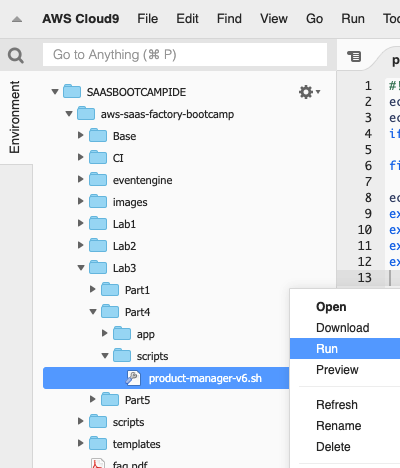 AWS Cloud9 File Edit Find View Go Run
Go to Anything (⌘ P)
Environment
SAASBOOTCAMPIDE
aws-saas-factory-bootcamp
Base
CI
eventengine
images
Lab1
Lab2
Lab3
Part1
Part4
app
scripts
product-manager-v6.sh
Part5
scripts
templates
faq.pdf
1 #!
2 ec
3 ec
4 if
5
6 fi
7
8 ec
9 ex
10 ex
11 ex
12 ex
13
Open
Download
Run
Preview
Refresh
Rename
Delete